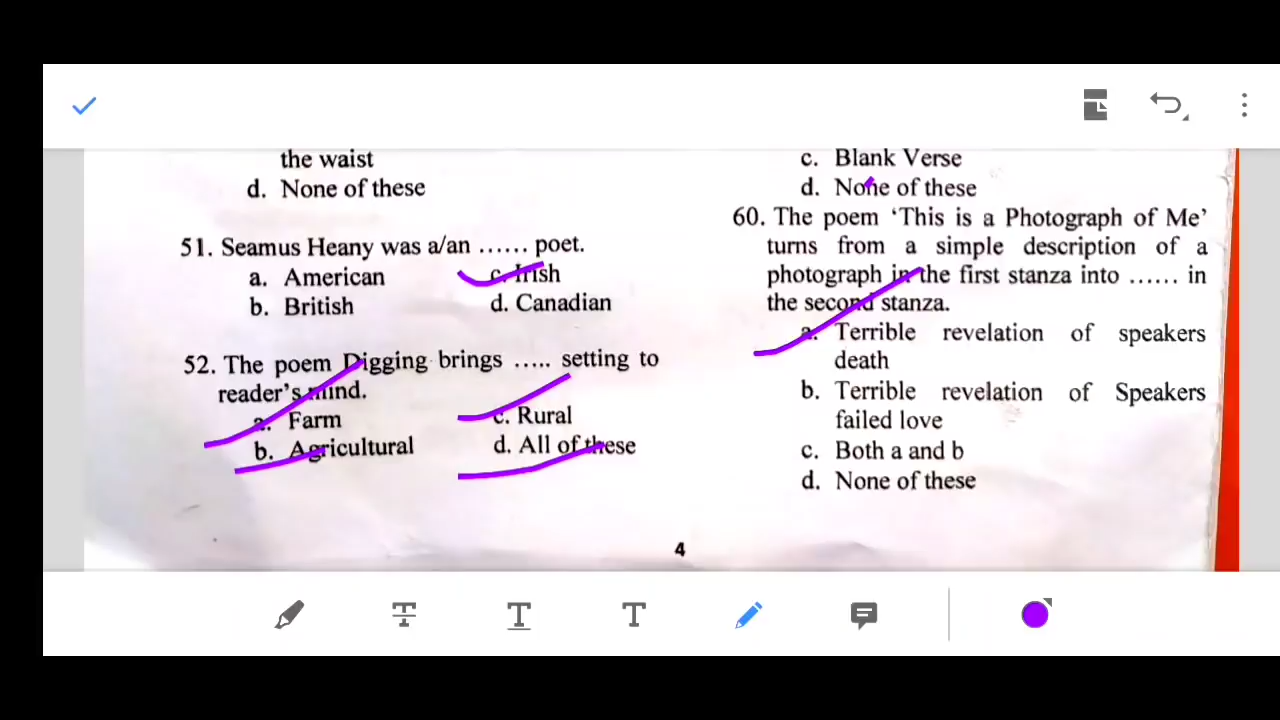 the waist
d. None of these
51. Seamus Heany was a/an ...... poet.
a. American
c. Irish
b. British
d. Canadian
52. The poem Digging brings ..... setting to
reader's mind.
a. Farm
c. Rural
b. Agricultural
d. All of these
c. Blank Verse
d. None of these
60. The poem ‘This is a Photograph of Me’
turns from a simple description of a
photograph in the first stanza into ...... in
the second stanza.
a. Terrible revelation of speakers
death
b. Terrible revelation of Speakers
failed love
c. Both a and b
d. None of these
4